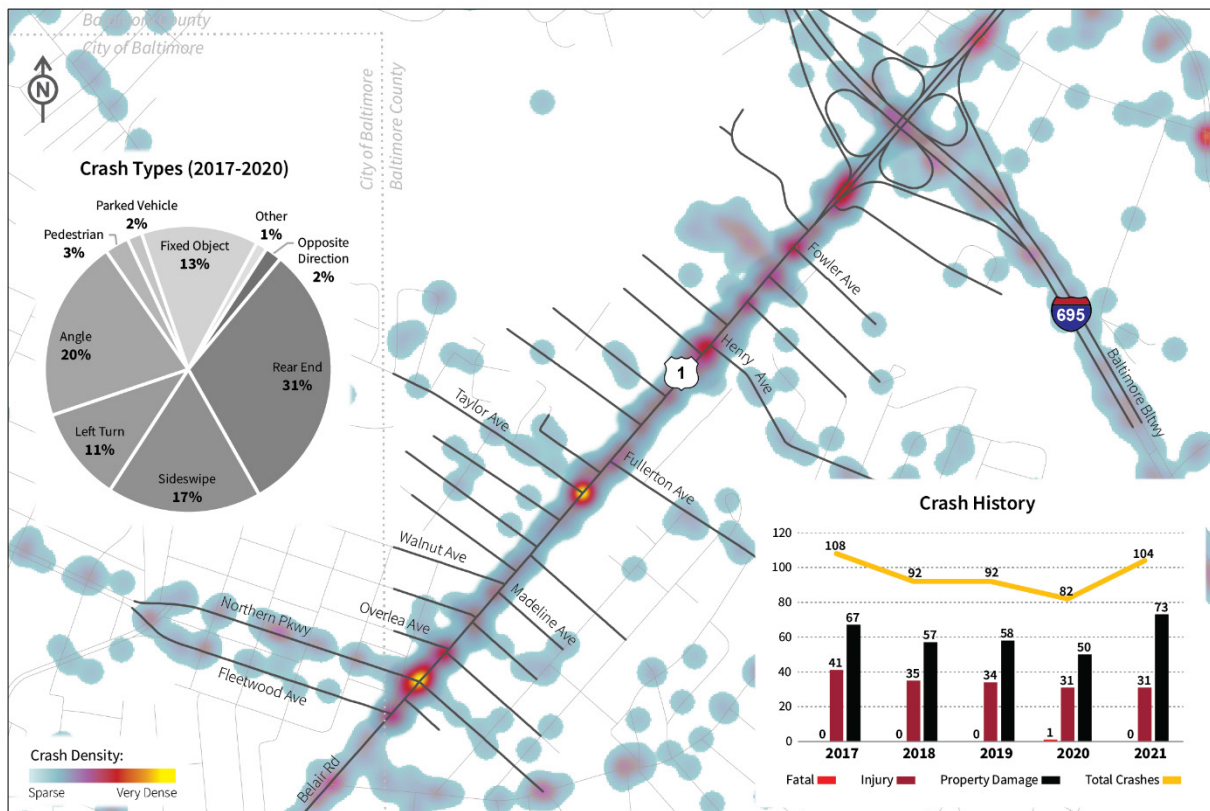 Baltimore County
City of Baltimore
N
City of Baltimore
Baltimore County
Crash Types (2017-2020)
Parked Vehicle
2%
Pedestrian
3%
Fixed Object
13%
Other
1%
Opposite
Direction
2%
Angle
20%
Rear End
31%
Left Turn
11%
Sideswipe
17%
Fowler Ave
695
Baltimore Bltwy
Henry Ave
1
Taylor Ave
Fullerton Ave
Walnut Ave
Madeline Ave
Overlea Ave
Northern Pkwy
Fleetwood Ave
Belair Rd
Crash Density:
Sparse
Very Dense
Crash History
120
100
80
60
40
20
0
108
92
92
82
104
0
41
67
0
35
57
0
34
58
1
31
50
0
31
73
2017
2018
2019
2020
2021
Fatal
Injury
Property Damage
Total Crashes